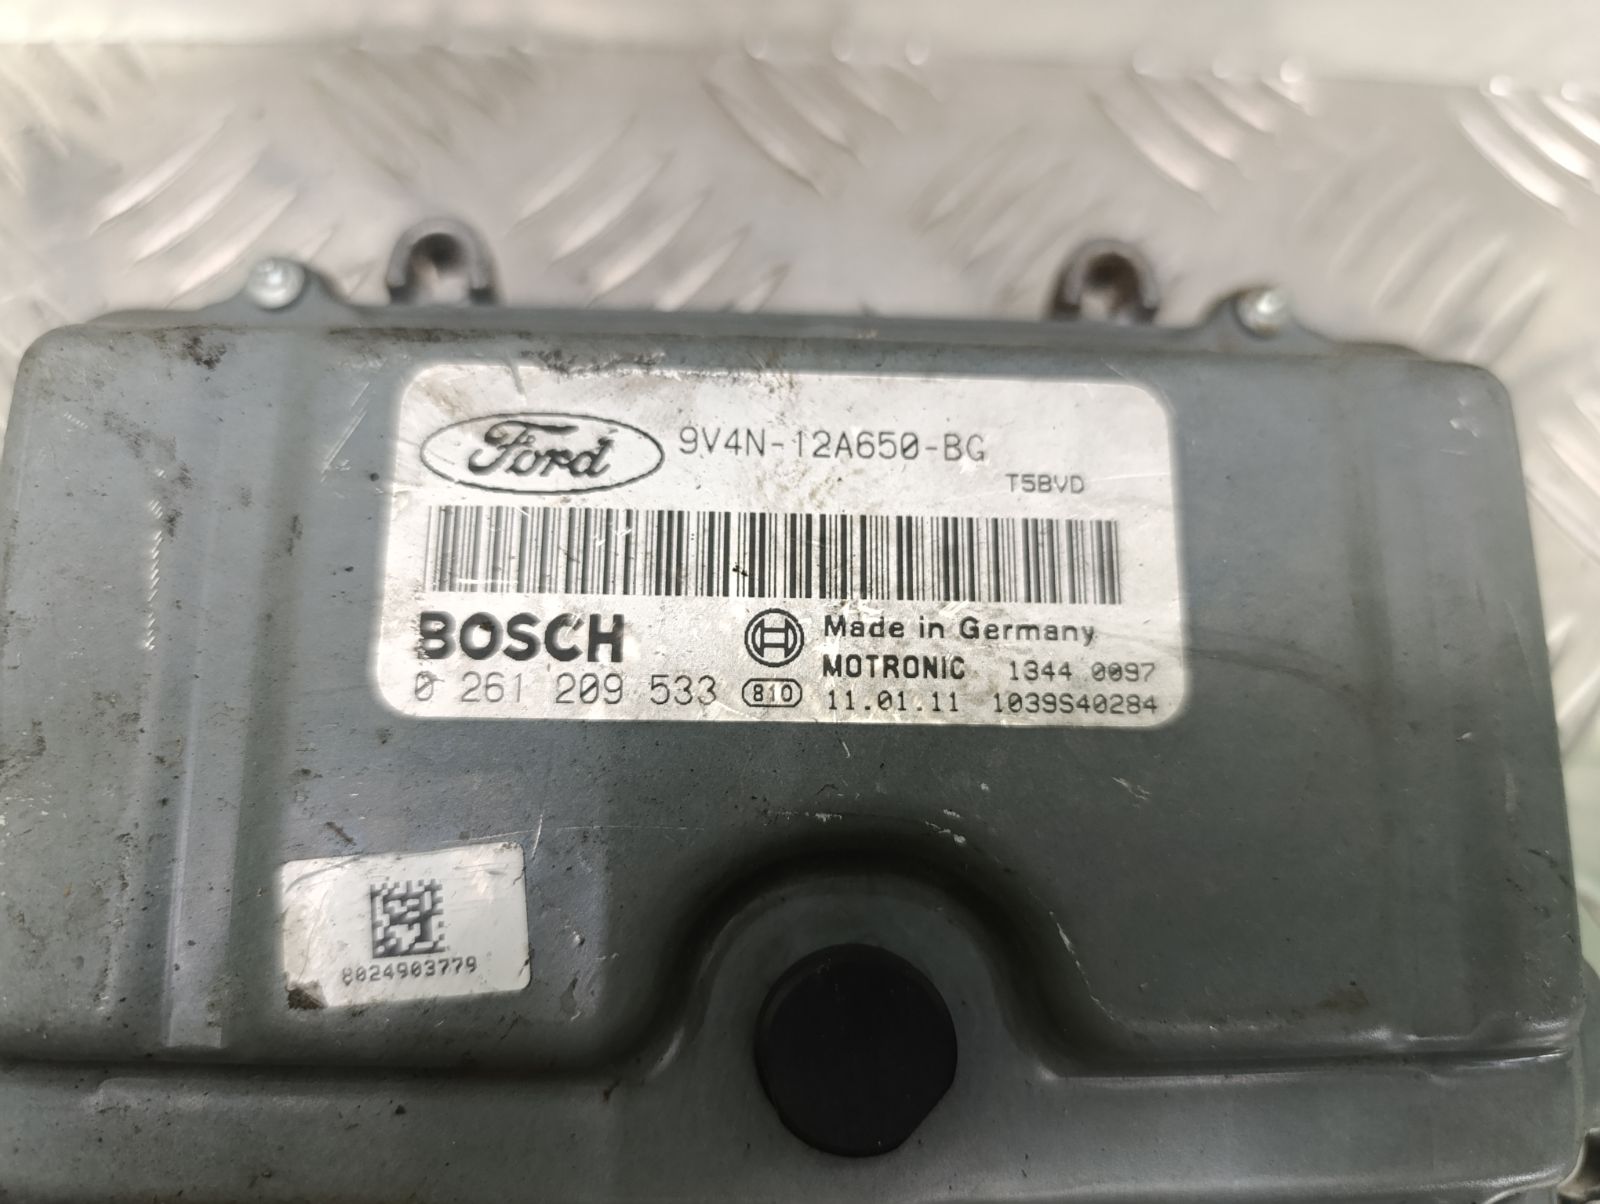 Ford 9V4N-12A650-BG
T5BVD
BOSCH
Made in Germany
MOTRONIC 1344 0097
0 261 209 533 810 11.01.11 1039S40284
8024903779